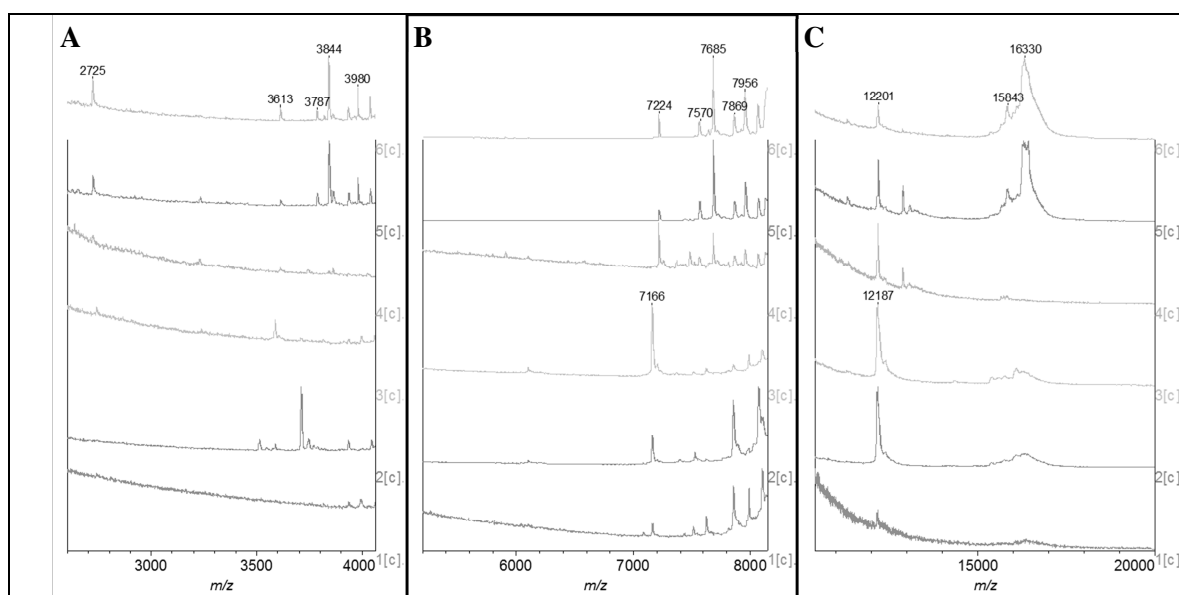 A
B
C
3844
2725
3980
3613
3787
7685
7956
7224
7570
7869
16330
12201
15843
7166
12187
6[c].
5[c].
4[c].
3[c].
2[c].
1[c].
6[c].
5[c].
4[c].
3[c].
2[c].
1[c].
6[c]
5[c]
4[c]
3[c]
2[c]
1[c]
3000 3500 4000
m/z
6000 7000 8000
m/z
15000 20000
m/z